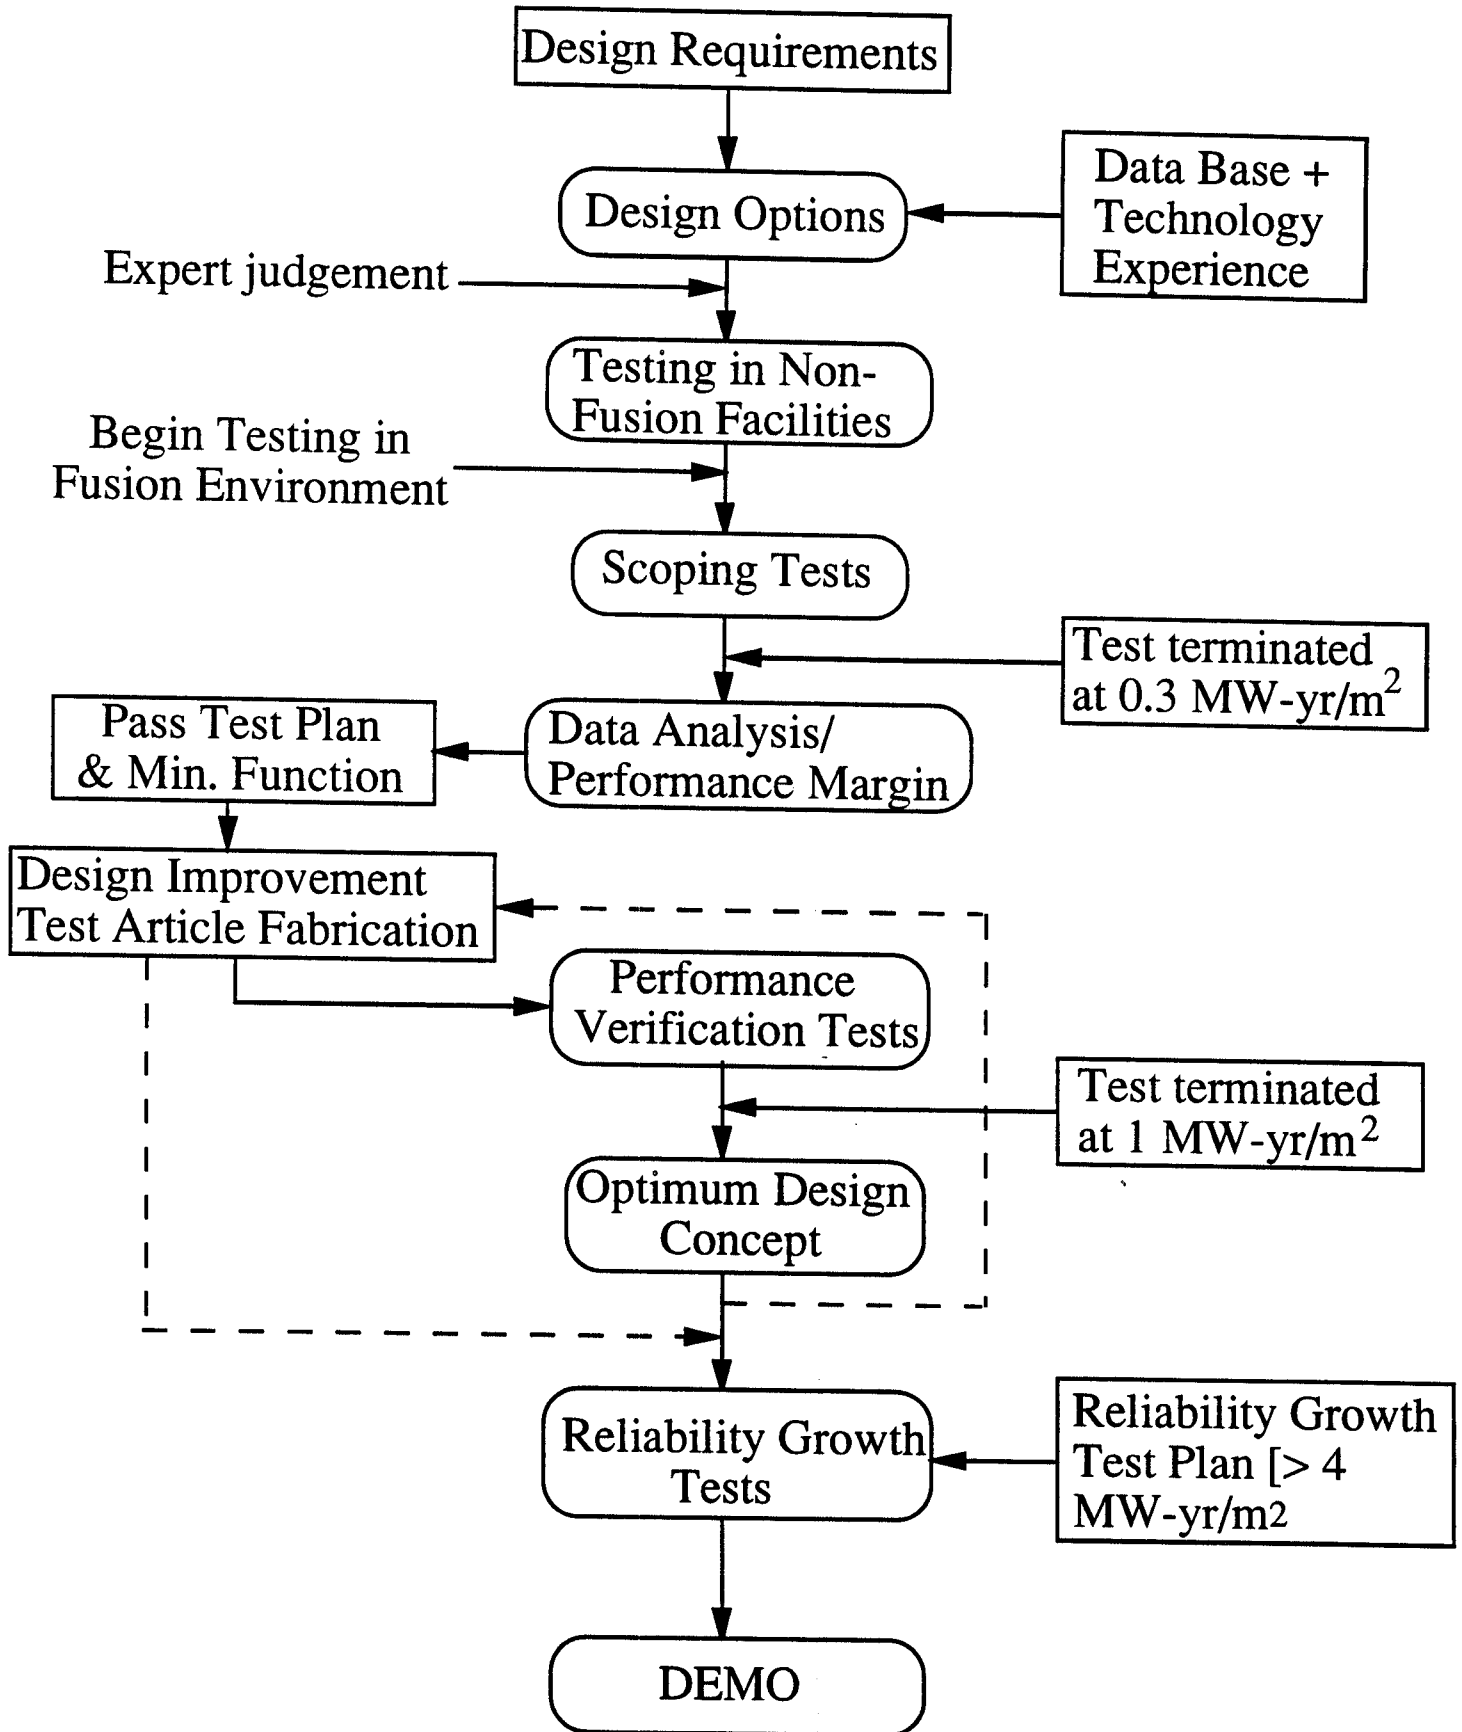 Design Requirements
Design Options
Data Base +
Technology
Experience
Expert judgement
Testing in Non-
Fusion Facilities
Begin Testing in
Fusion Environment
Scoping Tests
Test terminated
at 0.3 MW-yr/m²
Pass Test Plan
& Min. Function
Data Analysis/
Performance Margin
Design Improvement
Test Article Fabrication
Performance
Verification Tests
Test terminated
at 1 MW-yr/m²
Optimum Design
Concept
Reliability Growth
Tests
Reliability Growth
Test Plan [> 4
MW-yr/m2
DEMO